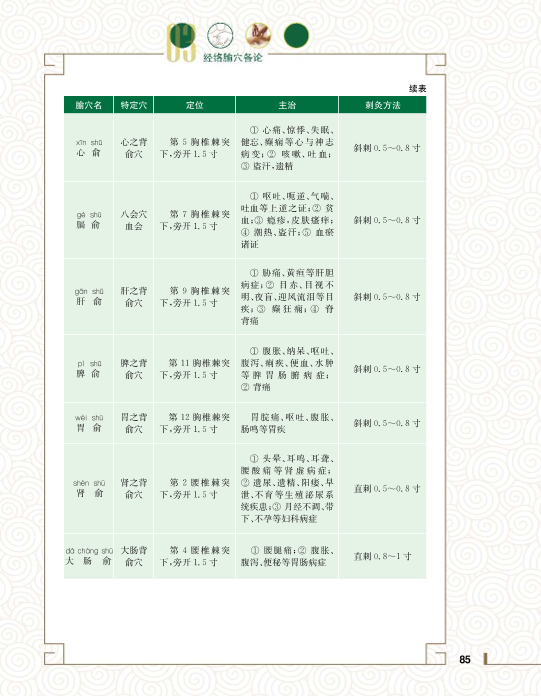 03
经络腧穴各论
续表
腧穴名 特定穴 定位 主治 刺灸方法
xīn shū
心 俞
心之背
俞穴
第 5 胸椎棘突
下,旁开 1.5 寸
① 心痛、惊悸、失眠、
健忘、癫痫等心与神志
病变;② 咳嗽、吐血;
③ 盗汗,遗精
斜刺 0.5～0.8 寸
gé shū
膈 俞
八会穴
血会
第 7 胸椎棘突
下,旁开 1.5 寸
① 呕吐、呃逆、气喘、
吐血等上逆之证;② 贫
血;③ 瘾疹,皮肤瘙痒;
④ 潮热、盗汗;⑤ 血瘀
诸证
斜刺 0.5～0.8 寸
gān shū
肝 俞
肝之背
俞穴
第 9 胸椎棘突
下,旁开 1.5 寸
① 胁痛、黄疸等肝胆
病症;② 目赤、目视不
明、夜盲、迎风流泪等目
疾;③ 癫狂痫;④ 脊
背痛
斜刺 0.5～0.8 寸
pí shū
脾 俞
脾之背
俞穴
第 11 胸椎棘突
下,旁开 1.5 寸
① 腹胀、纳呆、呕吐、
腹泻、痢疾、便血、水肿
等脾胃肠腑病症;
② 背痛
斜刺 0.5～0.8 寸
wèi shū
胃 俞
胃之背
俞穴
第 12 胸椎棘突
下,旁开 1.5 寸
胃脘痛、呕吐、腹胀、
肠鸣等胃疾
斜刺 0.5～0.8 寸
shèn shū
肾 俞
肾之背
俞穴
第 2 腰椎棘突
下,旁开 1.5 寸
① 头晕、耳鸣、耳聋、
腰酸痛等肾虚病症;
② 遗尿、遗精、阳痿、早
泄、不育等生殖泌尿系
统疾患;③ 月经不调、带
下、不孕等妇科病症
直刺 0.5～0.8 寸
dà cháng shū
大 肠 俞
大肠背
俞穴
第 4 腰椎棘突
下,旁开 1.5 寸
① 腰腿痛;② 腹胀、
腹泻、便秘等胃肠病症
直刺 0.8～1 寸
85